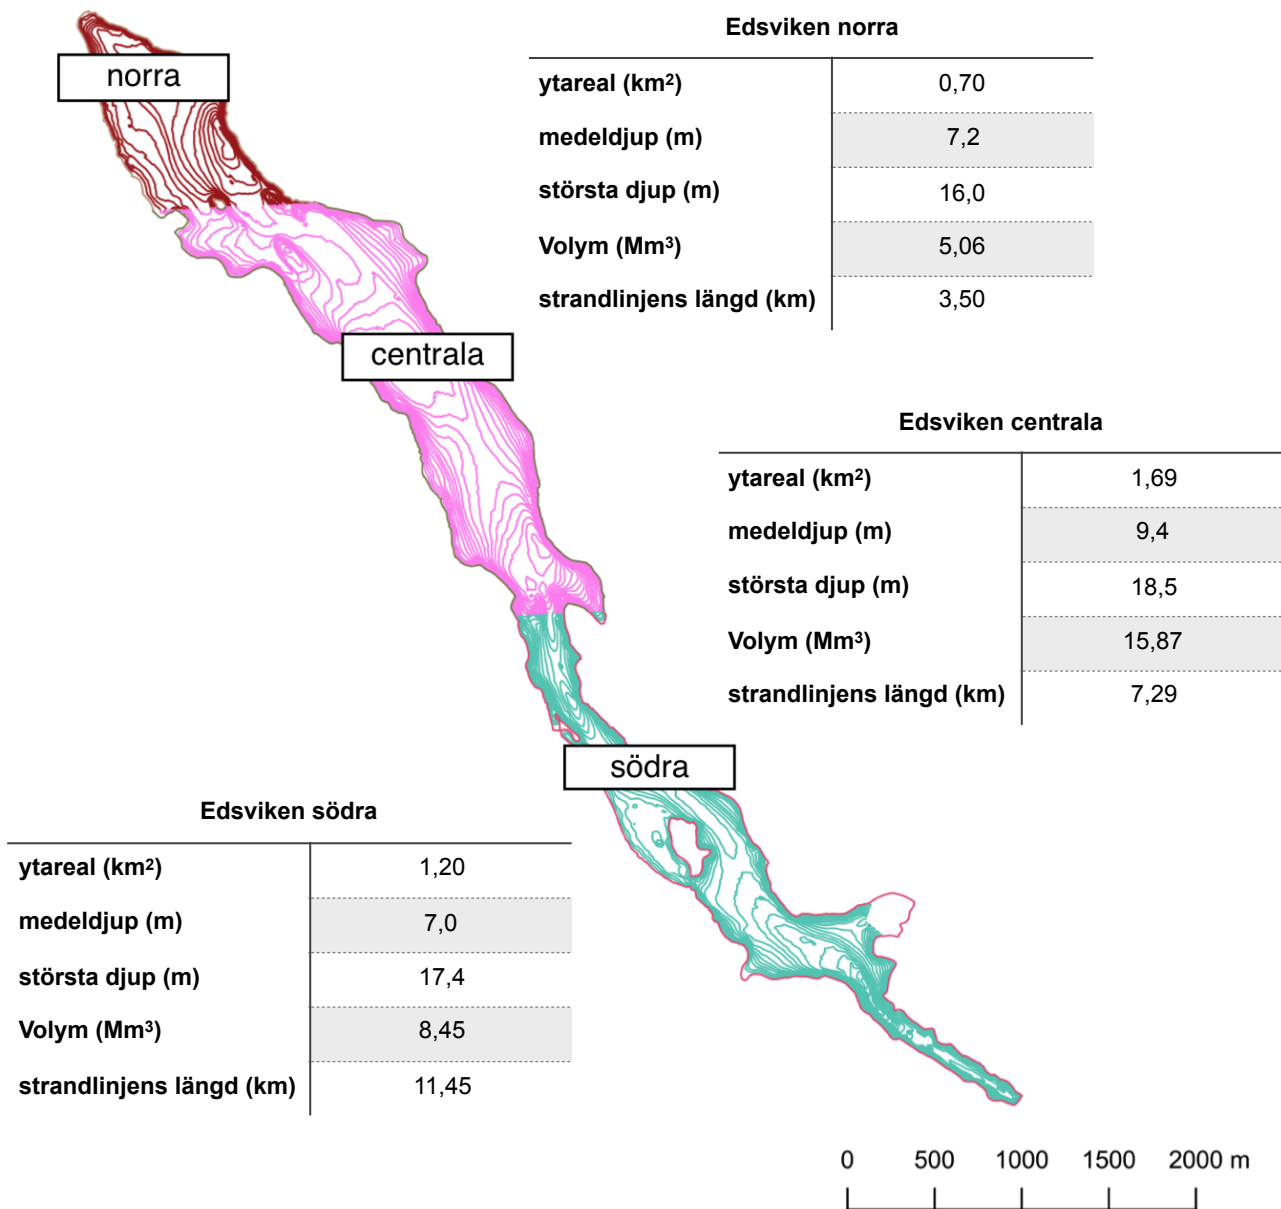 Edsviken norra
norra
ytareal (km²) 0,70
medeldjup (m) 7,2
största djup (m) 16,0
Volym (Mm³) 5,06
strandlinjens längd (km) 3,50
centrala
Edsviken centrala
ytareal (km²) 1,69
medeldjup (m) 9,4
största djup (m) 18,5
Volym (Mm³) 15,87
strandlinjens längd (km) 7,29
södra
Edsviken södra
ytareal (km²) 1,20
medeldjup (m) 7,0
största djup (m) 17,4
Volym (Mm³) 8,45
strandlinjens längd (km) 11,45
0 500 1000 1500 2000 m